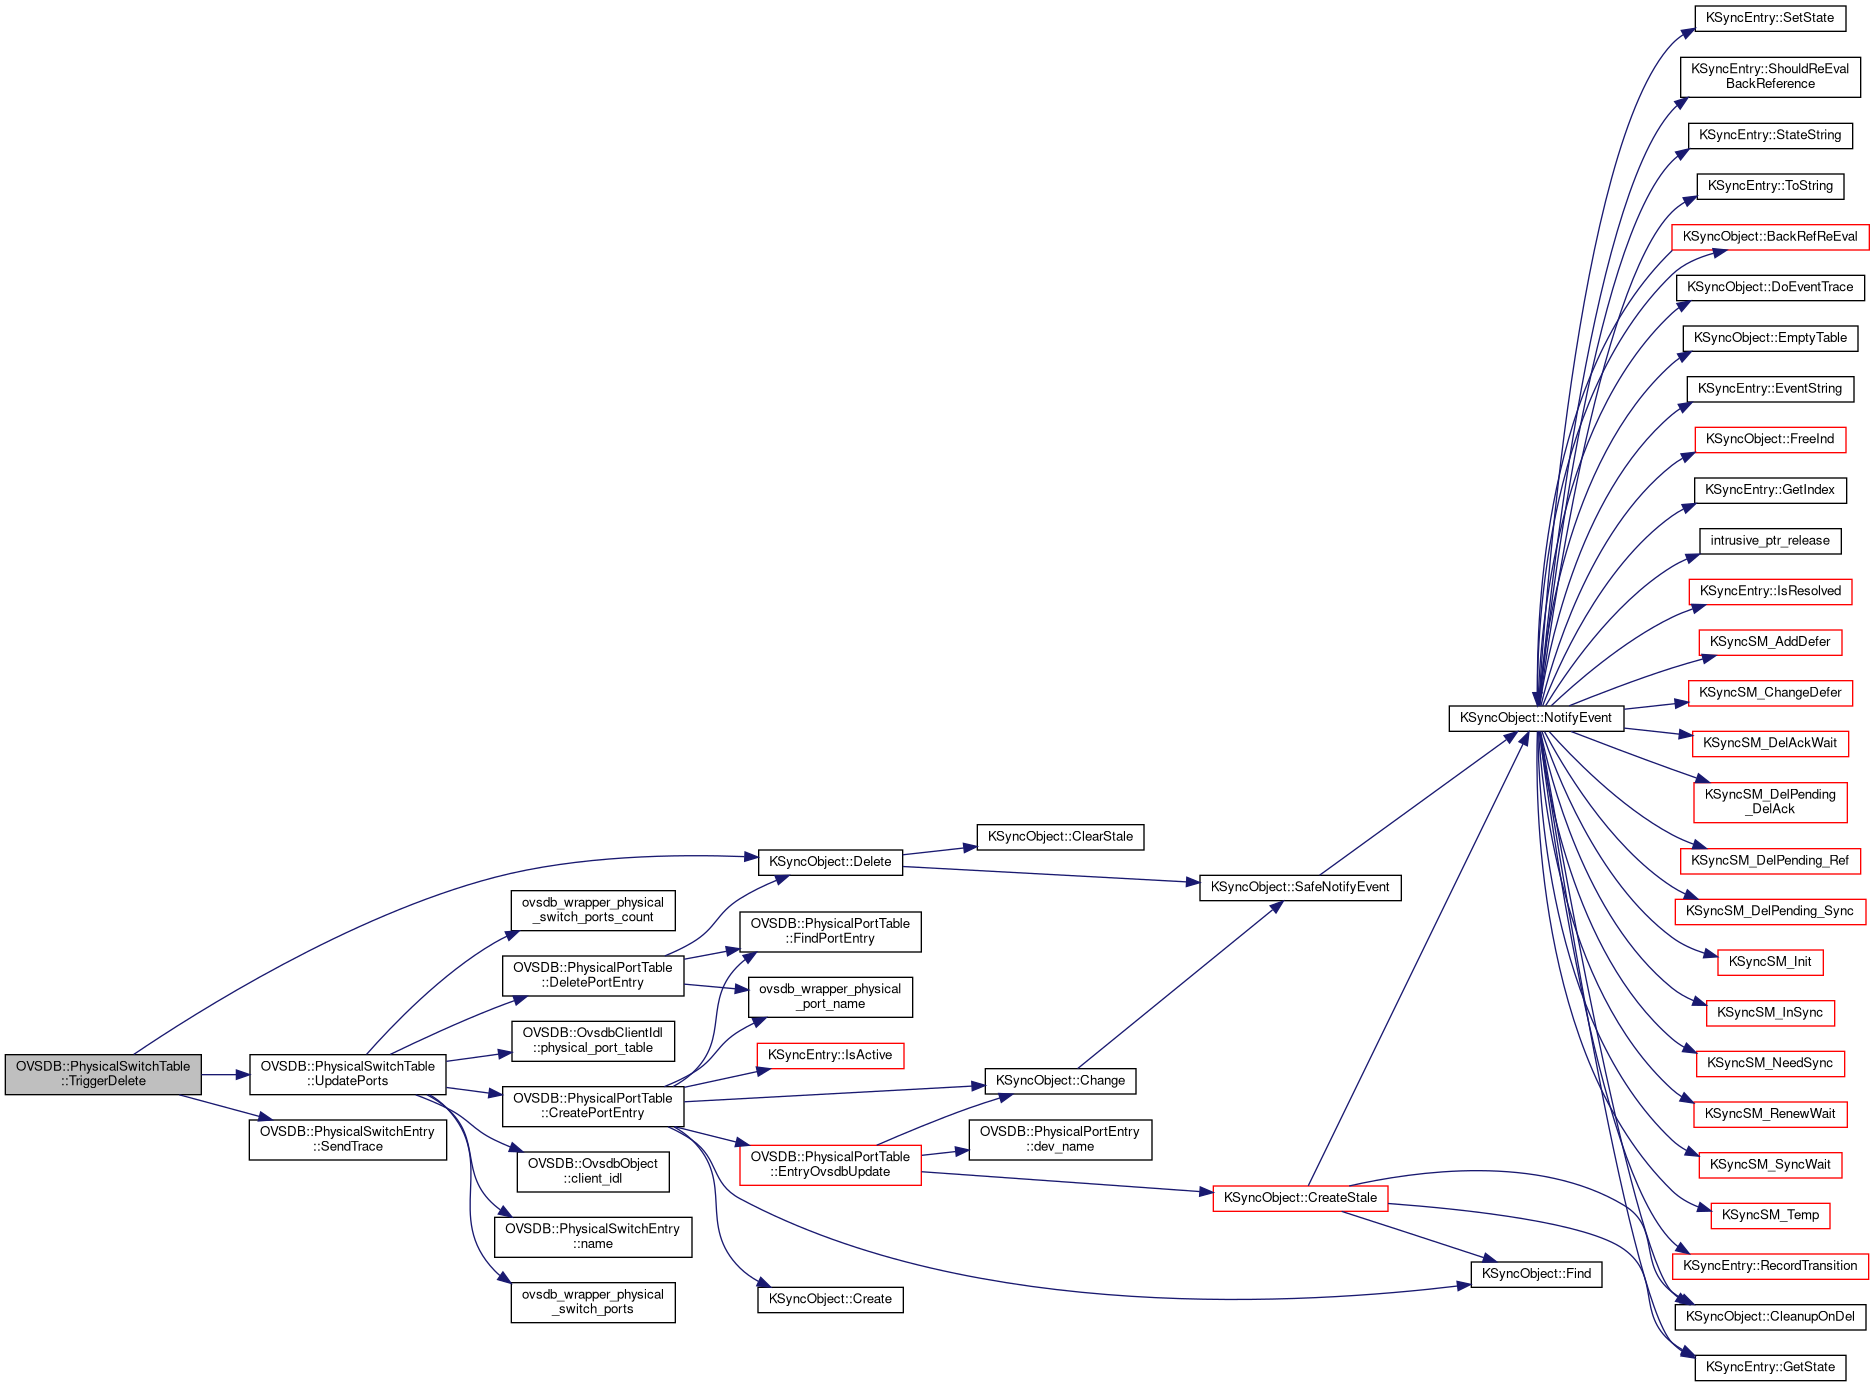 OVSDB::PhysicalSwitchTable
::TriggerDelete
OVSDB::PhysicalSwitchTable
::UpdatePorts
OVSDB::PhysicalSwitchEntry
::SendTrace
ovsdb_wrapper_physical
_switch_ports_count
OVSDB::PhysicalPortTable
::DeletePortEntry
OVSDB::OvsdbClientIdl
::physical_port_table
OVSDB::PhysicalPortTable
::CreatePortEntry
OVSDB::OvsdbObject
::client_idl
OVSDB::PhysicalSwitchEntry
::name
ovsdb_wrapper_physical
_switch_ports
KSyncObject::Delete
OVSDB::PhysicalPortTable
::FindPortEntry
ovsdb_wrapper_physical
_port_name
KSyncEntry::IsActive
OVSDB::PhysicalPortTable
::EntryOvsdbUpdate
KSyncObject::Create
KSyncObject::ClearStale
KSyncObject::Change
OVSDB::PhysicalPortEntry
::dev_name
KSyncObject::SafeNotifyEvent
KSyncObject::CreateStale
KSyncObject::NotifyEvent
KSyncObject::Find
KSyncEntry::SetState
KSyncEntry::ShouldReEval
BackReference
KSyncEntry::StateString
KSyncEntry::ToString
KSyncObject::BackRefReEval
KSyncObject::DoEventTrace
KSyncObject::EmptyTable
KSyncEntry::EventString
KSyncObject::FreeInd
KSyncEntry::GetIndex
intrusive_ptr_release
KSyncEntry::IsResolved
KSyncSM_AddDefer
KSyncSM_ChangeDefer
KSyncSM_DelAckWait
KSyncSM_DelPending
_DelAck
KSyncSM_DelPending_Ref
KSyncSM_DelPending_Sync
KSyncSM_Init
KSyncSM_InSync
KSyncSM_NeedSync
KSyncSM_RenewWait
KSyncSM_SyncWait
KSyncSM_Temp
KSyncEntry::RecordTransition
KSyncObject::CleanupOnDel
KSyncEntry::GetState